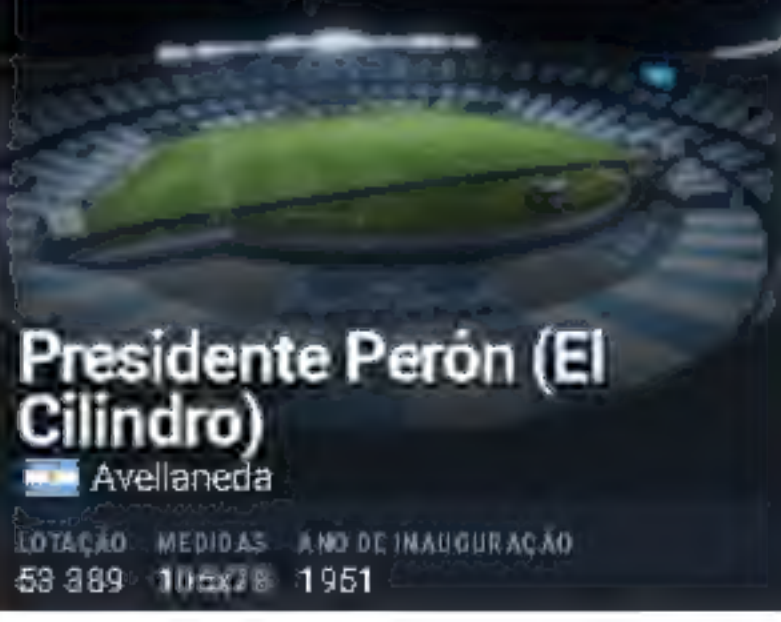 Presidente Perón (El
Cilindro)
Avellaneda
LOTAÇÃO MEDIDAS ANO DE INAUGURAÇÃO
1951